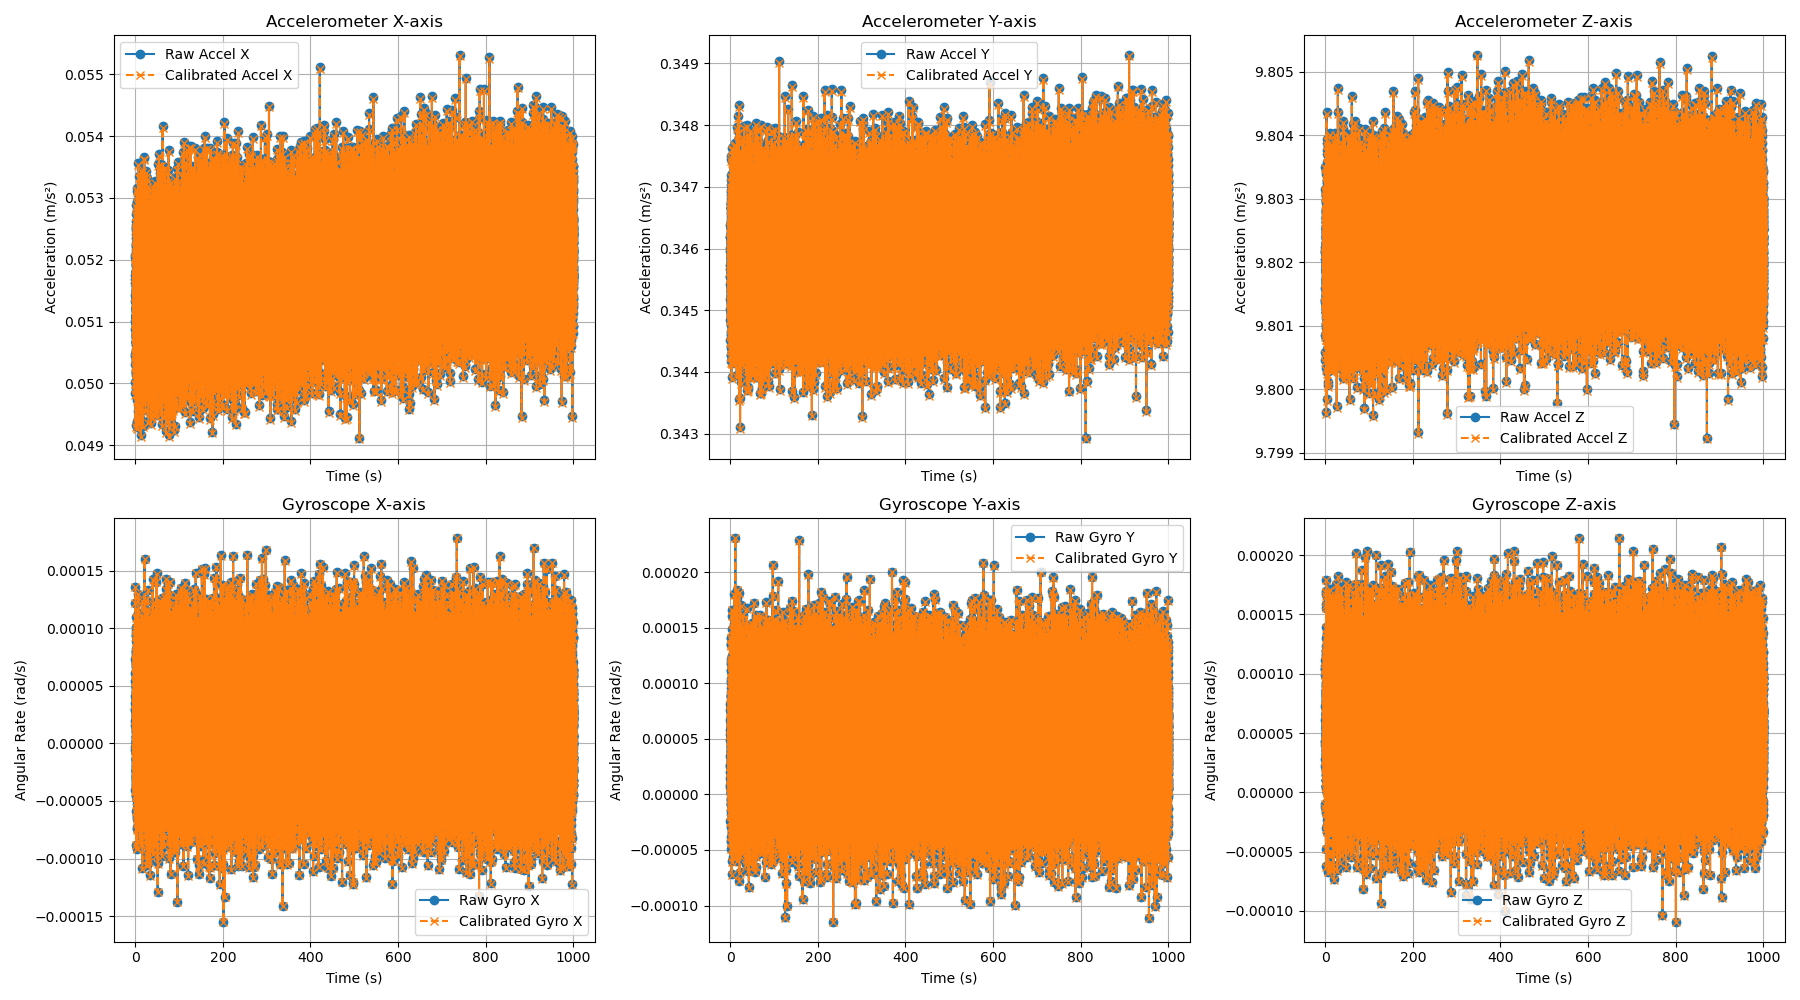 Accelerometer X-axis
Raw Accel X
Calibrated Accel X
0.055
0.054
0.053
0.052
0.051
0.050
0.049
Acceleration (m/s²)
Time (s)
Accelerometer Y-axis
Raw Accel Y
Calibrated Accel Y
0.349
0.348
0.347
0.346
0.345
0.344
0.343
Acceleration (m/s²)
Time (s)
Accelerometer Z-axis
9.805
9.804
9.803
9.802
9.801
9.800
9.799
Acceleration (m/s²)
Raw Accel Z
Calibrated Accel Z
Time (s)
Gyroscope X-axis
0.00015
0.00010
0.00005
0.00000
−0.00005
−0.00010
−0.00015
Angular Rate (rad/s)
Raw Gyro X
Calibrated Gyro X
0 200 400 600 800 1000
Time (s)
Gyroscope Y-axis
Raw Gyro Y
Calibrated Gyro Y
0.00020
0.00015
0.00010
0.00005
0.00000
−0.00005
−0.00010
Angular Rate (rad/s)
0 200 400 600 800 1000
Time (s)
Gyroscope Z-axis
0.00020
0.00015
0.00010
0.00005
0.00000
−0.00005
−0.00010
Angular Rate (rad/s)
Raw Gyro Z
Calibrated Gyro Z
0 200 400 600 800 1000
Time (s)